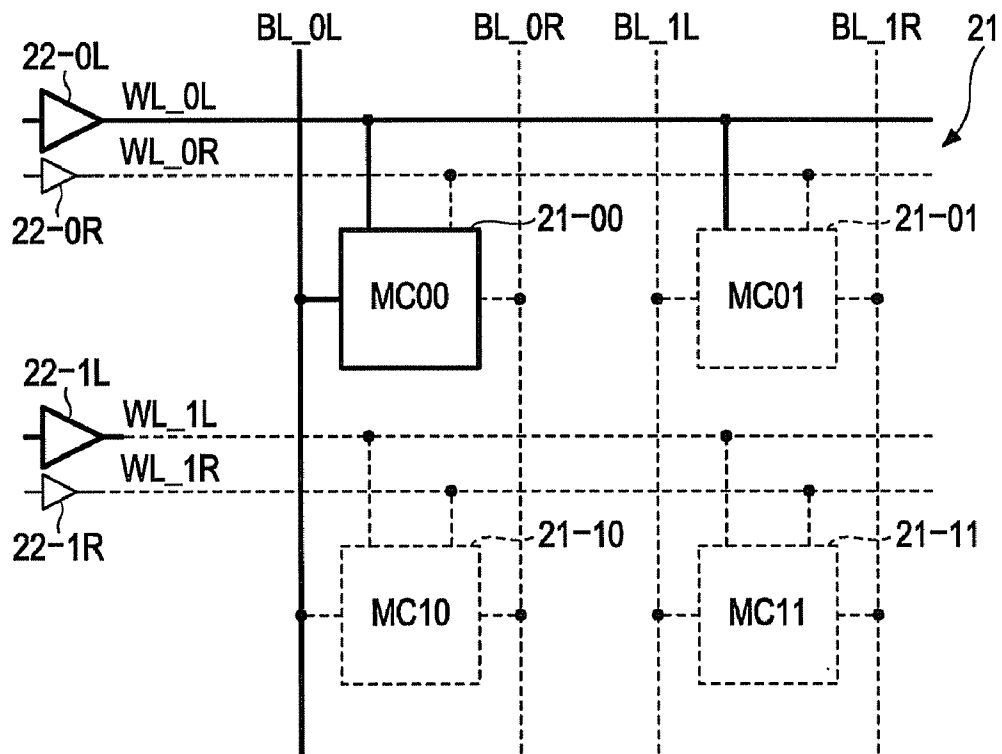 BL_0L BL_0R BL_1L BL_1R 21
22-0L
WL_0L
WL_0R
22-0R
21-00 21-01
MC00 MC01
22-1L
WL_1L
WL_1R
22-1R
21-10 21-11
MC10 MC11